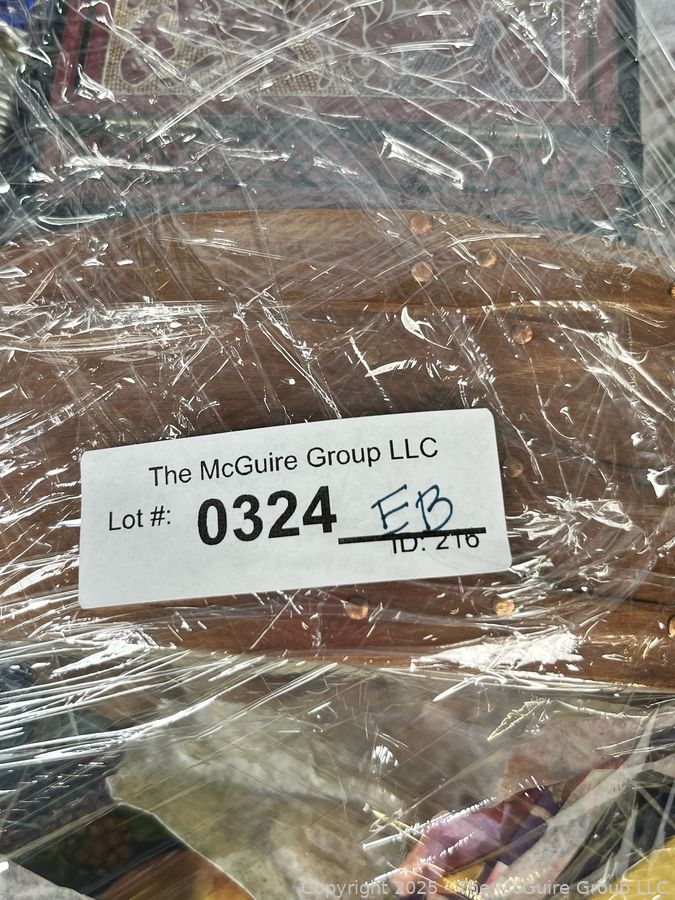 The McGuire Group LLC
Lot #: 0324 EB
ID: 216
Copyright 2025 - The McGuire Group LLC